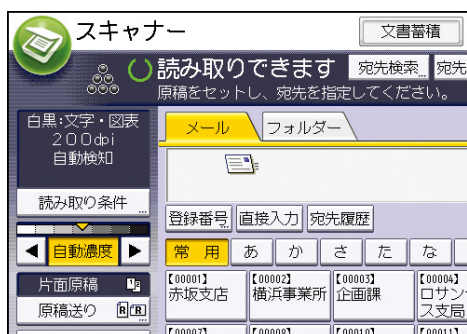 スキャナー
文書蓄積
読み取りできます
宛先検索
宛先
原稿をセットし、宛先を指定してください。
白黒:文字・図表
200dpi
自動検知
読み取り条件
自動濃度
片面原稿
原稿送り
メール
フォルダー
登録番号
直接入力
宛先履歴
常用
あ
か
さ
た
な
【00001】
赤坂支店
【00002】
横浜事業所
【00003】
企画課
【00004】
ロサン
ス支局
【00007】
【00008】
【00010】
【00011】